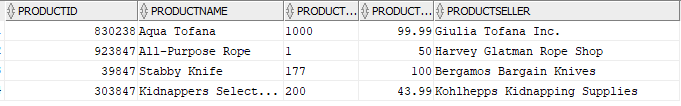 PRODUCTID PRODUCTNAME PRODUCT... PRODUCT... PRODUCTSELLER
830238 Aqua Tofana 1000 99.99 Giulia Tofana Inc.
923847 All-Purpose Rope 1 50 Harvey Glatman Rope Shop
39847 Stabby Knife 177 100 Bergamos Bargain Knives
303847 Kidnappers Select... 200 43.99 Kohlhepps Kidnapping Supplies